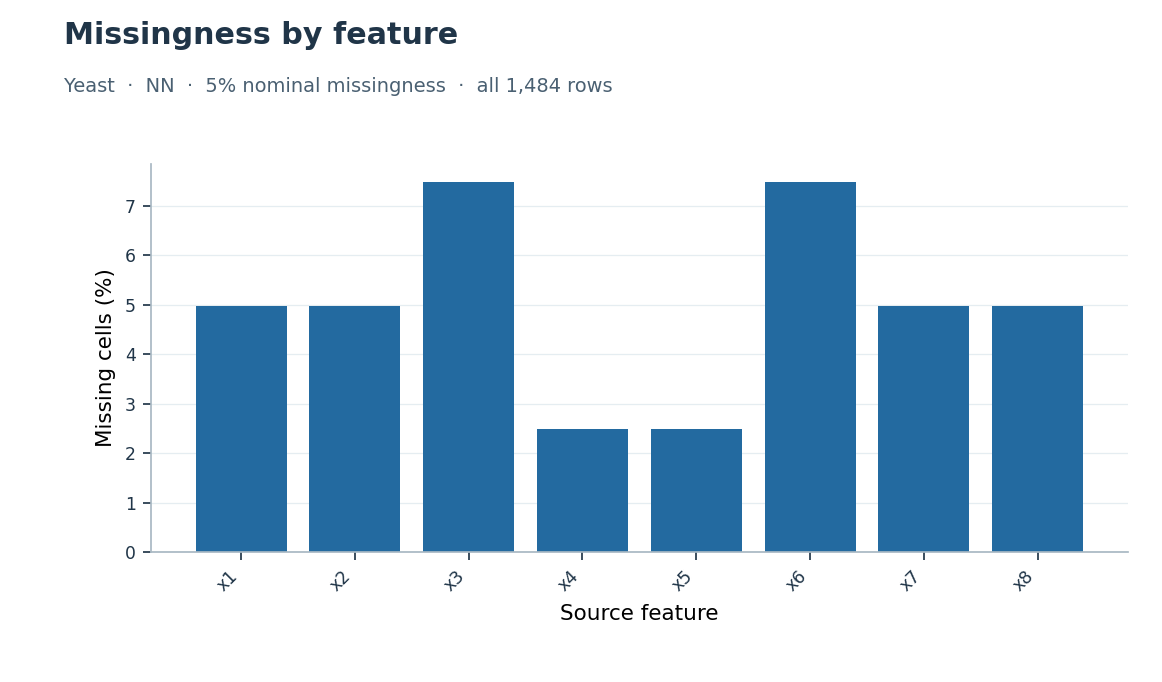 Missingness by feature
Yeast · NN · 5% nominal missingness · all 1,484 rows
7
6
5
4
3
2
1
0
Missing cells (%)
x1 x2 x3 x4 x5 x6 x7 x8
Source feature